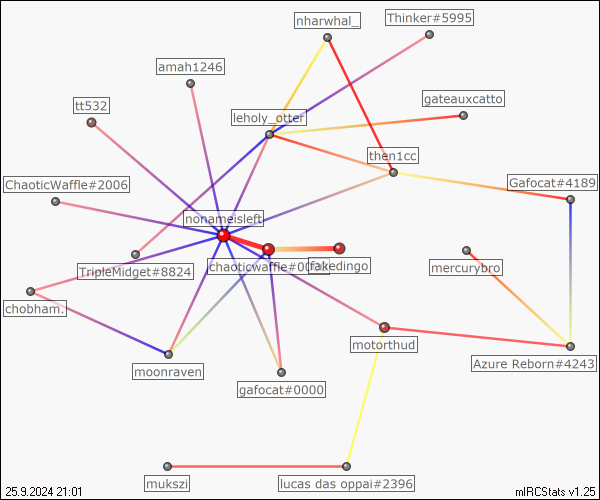 nharwhal_
Thinker#5995
amah1246
tt532
gateauxcatto
leholy_otter
then1cc
ChaoticWaffle#2006
Gafocat#4189
nonameisleft
TripleMidget#8824
fakedingo
mercurybro
chobham.
motorthud
moonraven
Azure Reborn#4243
gafocat#0000
mukszi
lucas das oppai#2396
25.9.2024 21:01
mIRCStats v1.25